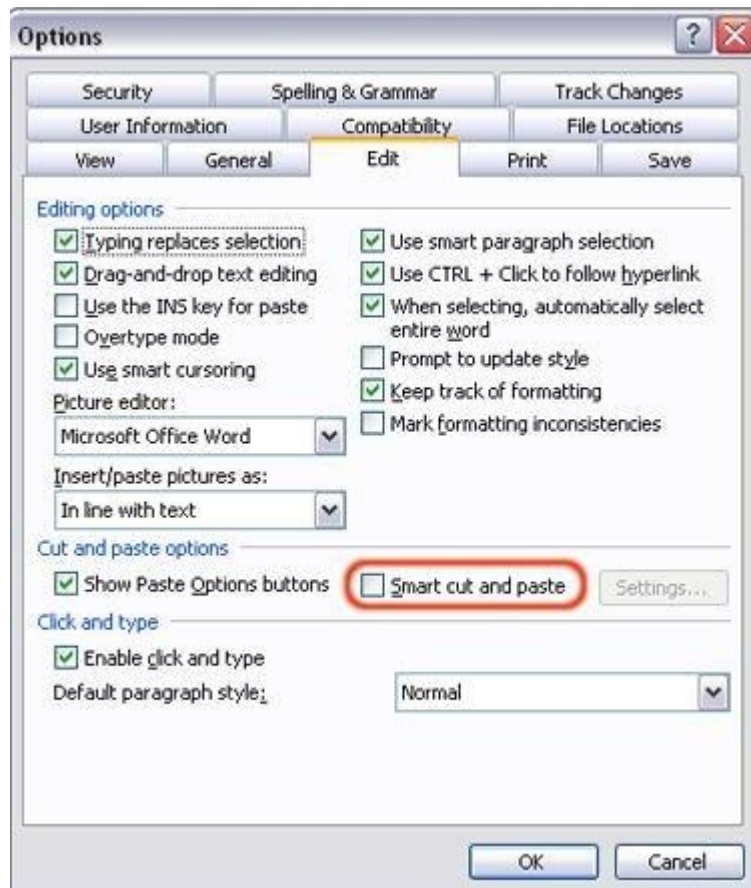 Options
Security Spelling & Grammar Track Changes
User Information Compatibility File Locations
View General Edit Print Save
Editing options
Typing replaces selection
Drag-and-drop text editing
Use the INS key for paste
Overtype mode
Use smart cursoring
Picture editor:
Microsoft Office Word
Insert/paste pictures as:
In line with text
Use smart paragraph selection
Use CTRL + Click to follow hyperlink
When selecting, automatically select
entire word
Prompt to update style
Keep track of formatting
Mark formatting inconsistencies
Cut and paste options
Show Paste Options buttons Smart cut and paste Settings...
Click and type
Enable click and type
Default paragraph style: Normal
OK Cancel